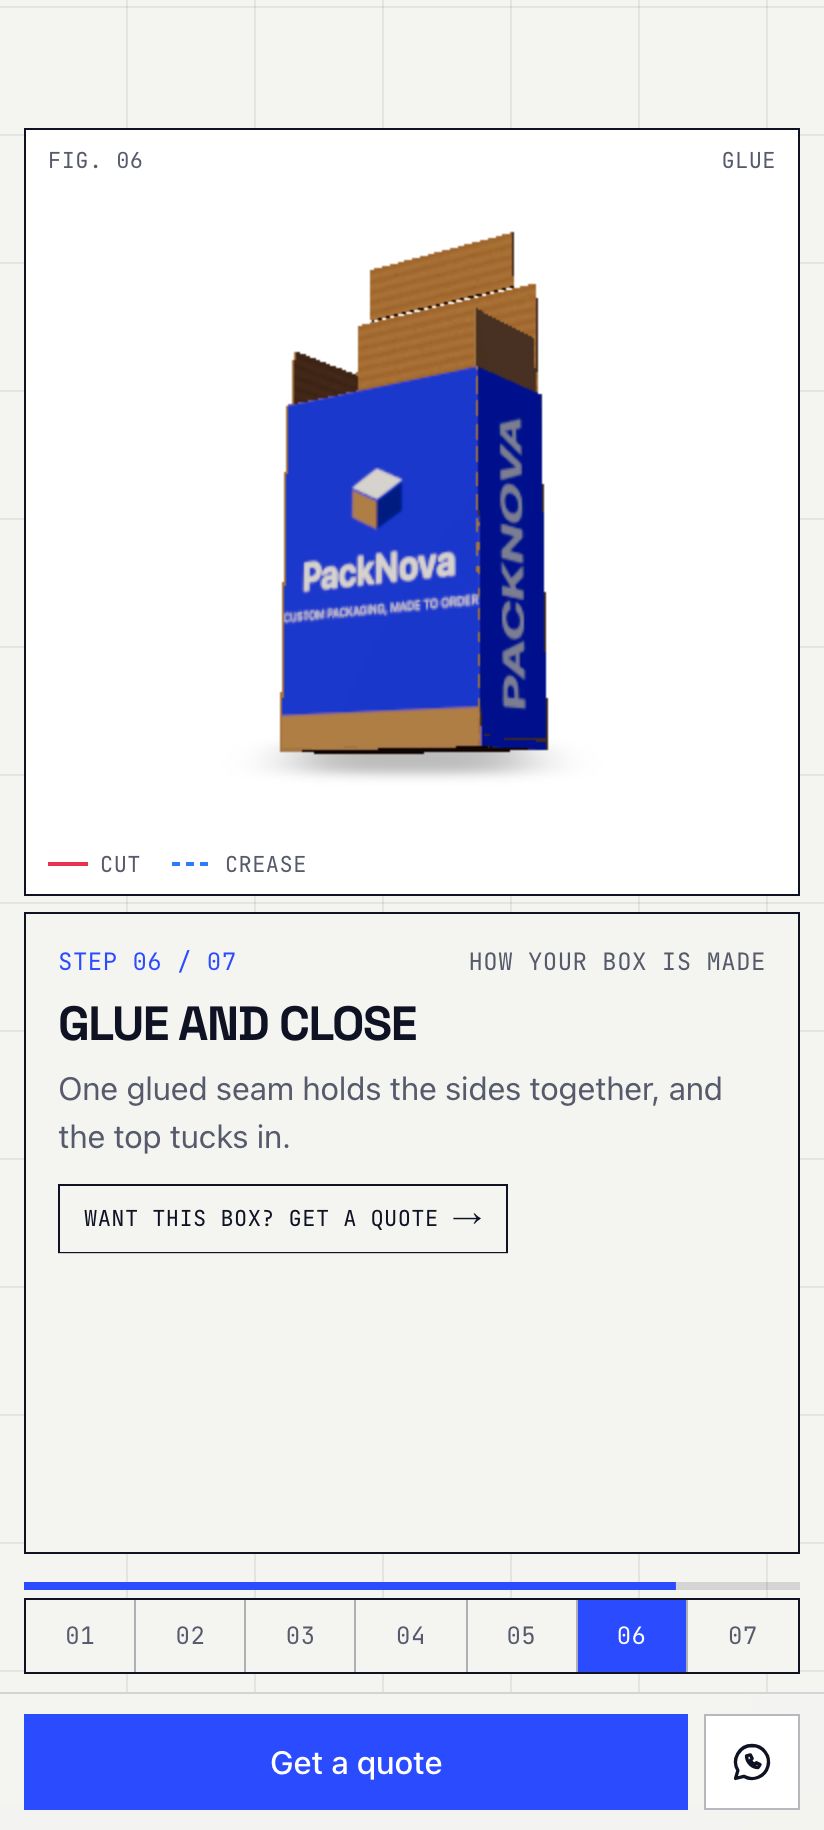 FIG. 06
GLUE
PackNova
CUSTOM PACKAGING, MADE TO ORDER
PACKNOVA
CUT
CREASE
STEP 06 / 07
HOW YOUR BOX IS MADE
GLUE AND CLOSE
One glued seam holds the sides together, and
the top tucks in.
WANT THIS BOX? GET A QUOTE →
01 02 03 04 05 06 07
Get a quote